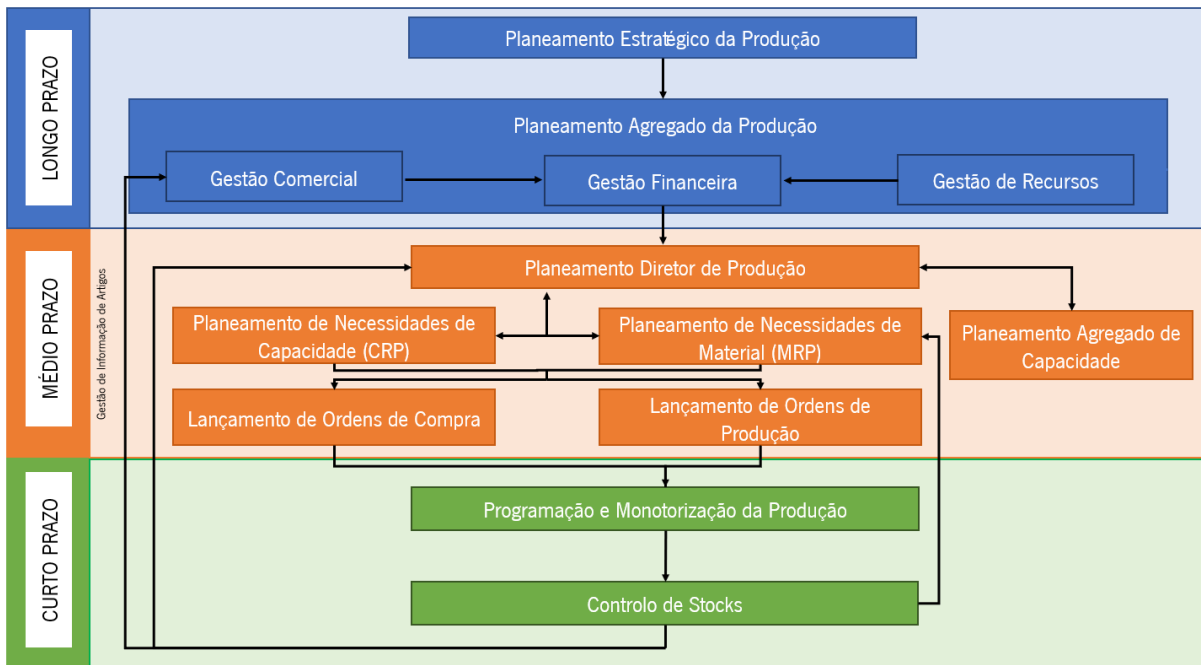 LONGO PRAZO
Planeamento Estratégico da Produção
Planeamento Agregado da Produção
Gestão Comercial
Gestão Financeira
Gestão de Recursos
MÉDIO PRAZO
Gestão de Informação de Artigos
Planeamento Diretor de Produção
Planeamento de Necessidades de
Capacidade (CRP)
Planeamento de Necessidades de
Material (MRP)
Planeamento Agregado de
Capacidade
Lançamento de Ordens de Compra
Lançamento de Ordens de
Produção
CURTO PRAZO
Programação e Monotorização da Produção
Controlo de Stocks